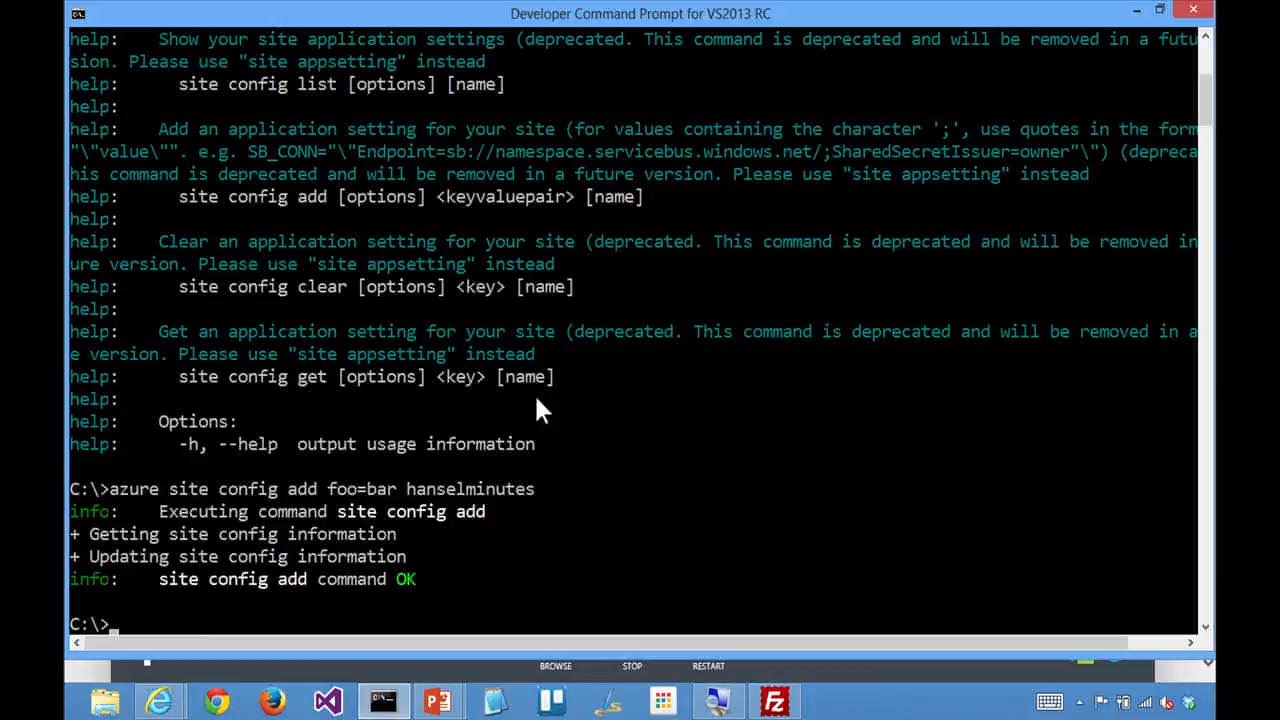 Developer Command Prompt for VS2013 RC
help:    Show your site application settings (deprecated. This command is deprecated and will be removed in a futu
sion. Please use "site appsetting" instead
help:      site config list [options] [name]
help:
help:    Add an application setting for your site (for values containing the character ';', use quotes in the form
"\"value\"". e.g. SB_CONN="\"Endpoint=sb://namespace.servicebus.windows.net/;SharedSecretIssuer=owner"\") (depreca
his command is deprecated and will be removed in a future version. Please use "site appsetting" instead
help:      site config add [options] <keyvaluepair> [name]
help:
help:    Clear an application setting for your site (deprecated. This command is deprecated and will be removed in
ure version. Please use "site appsetting" instead
help:      site config clear [options] <key> [name]
help:
help:    Get an application setting for your site (deprecated. This command is deprecated and will be removed in a
e version. Please use "site appsetting" instead
help:      site config get [options] <key> [name]
help:
help:    Options:
help:      -h, --help  output usage information
C:\>azure site config add foo=bar hanselminutes
info:    Executing command site config add
+ Getting site config information
+ Updating site config information
info:    site config add command OK
C:\>
BROWSE STOP RESTART